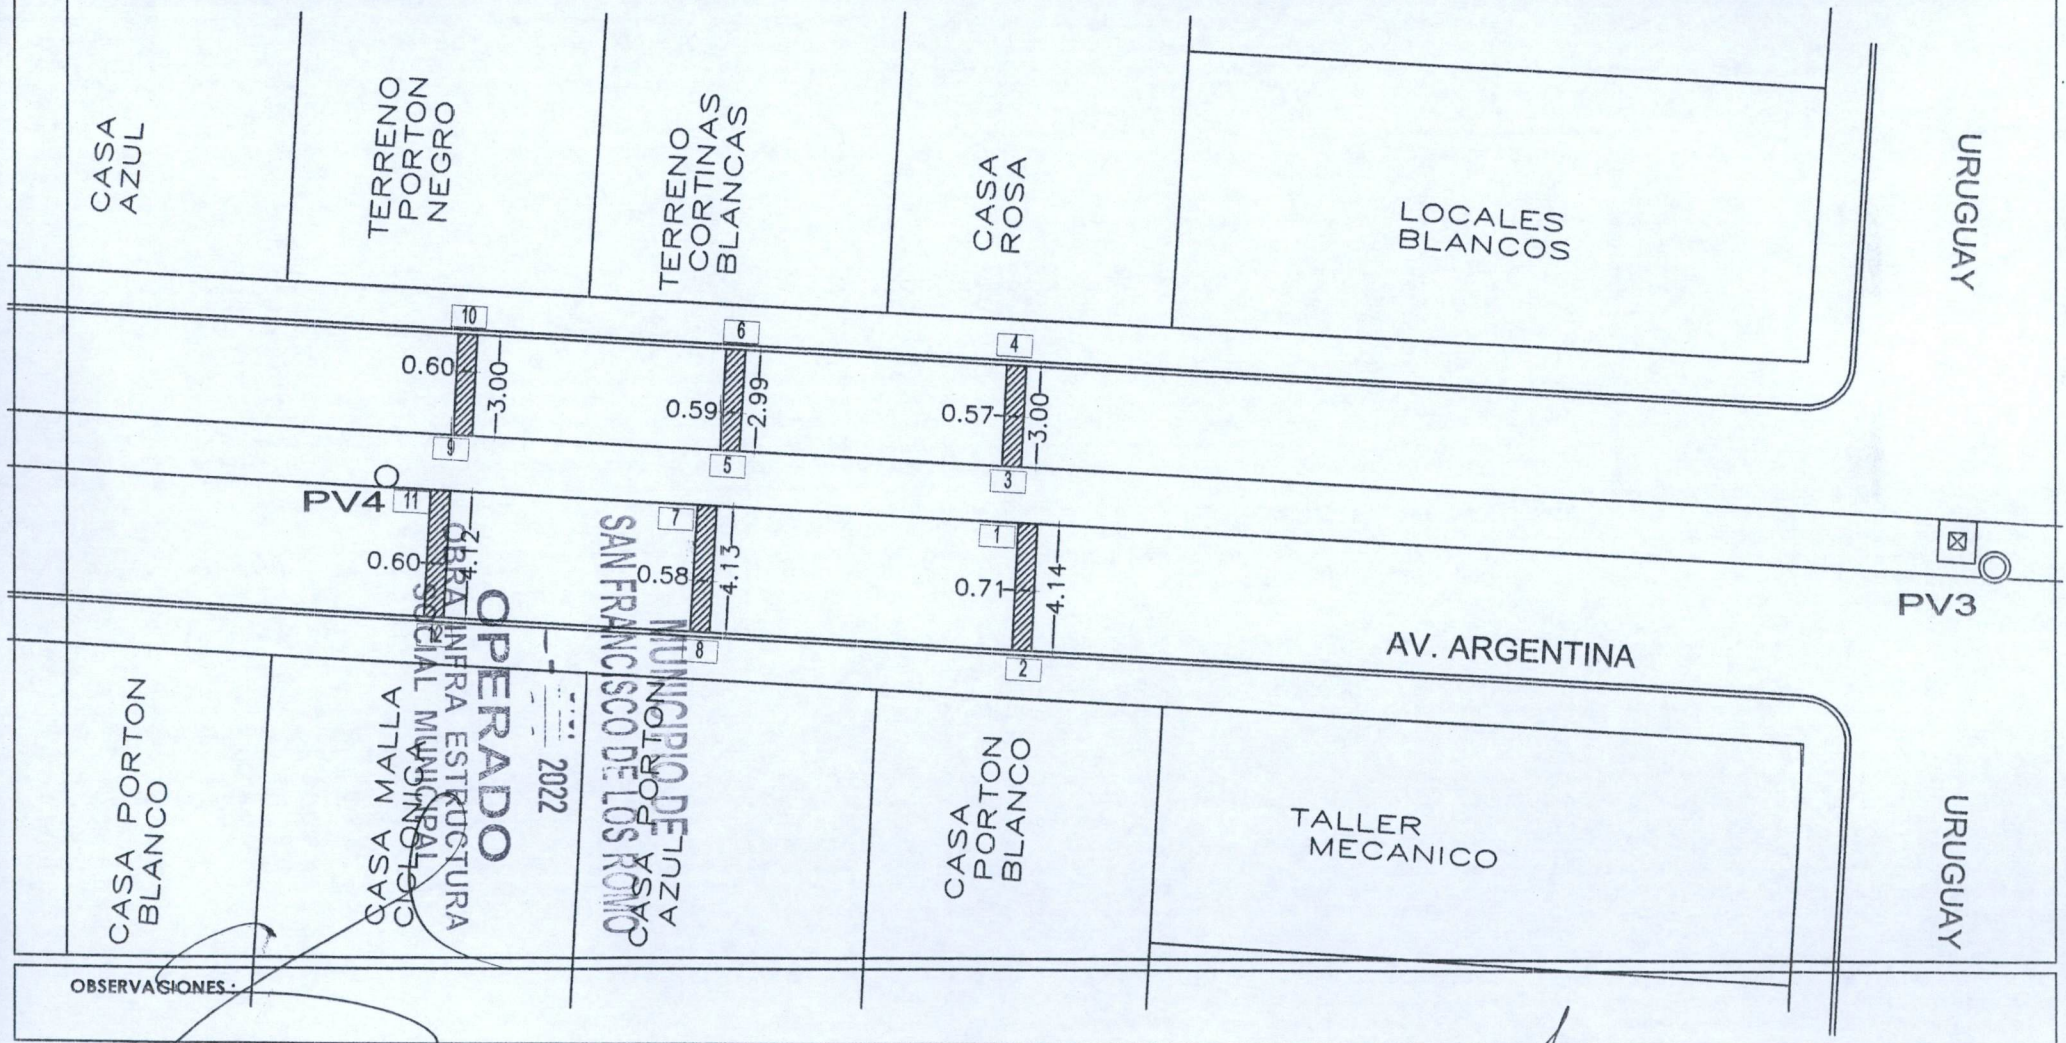 CASA
AZUL
TERRENO
PORTON
NEGRO
TERRENO
CORTINAS
BLANCAS
CASA
ROSA
LOCALES
BLANCOS
URUGUAY
10
6
4
0.60
3.00
0.59
2.99
0.57
3.00
9
5
3
PV4
11
7
1
0.60
4.12
0.58
4.13
0.71
4.14
12
8
2
PV3
AV. ARGENTINA
CASA PORTON
BLANCO
CASA MALLA
CICLONICA
CASA PORTON
AZUL
CASA
PORTON
BLANCO
TALLER
MECANICO
URUGUAY
MUNICIPIO DE
SAN FRANCISCO DE LOS ROMO
2022
OPERADO
OBRA INFRA ESTRUCTURA
SOCIAL MUNICIPAL
OBSERVACIONES: